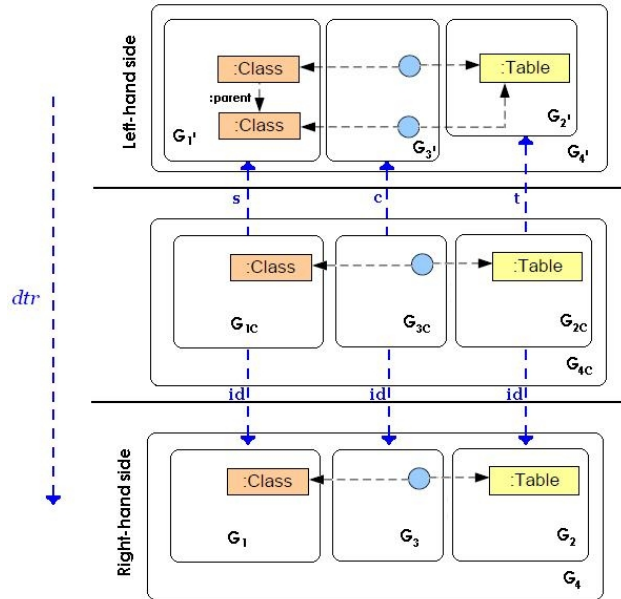 Left-hand side
:Class
:Table
:parent
:Class
G1'
G3'
G2'
G4'
s
c
t
dtr
:Class
:Table
G1C
G3C
G2C
G4C
id
id
id
Right-hand side
:Class
:Table
G1
G3
G2
G4